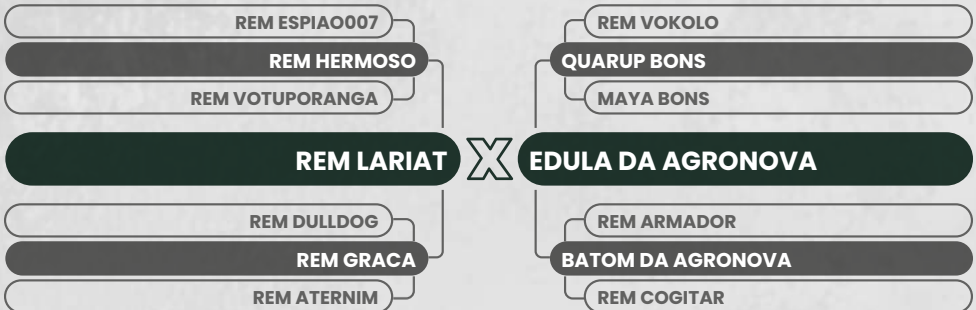 REM ESPIAO007
REM HERMOSO
REM VOTUPORANGA
REM LARIAT
REM DULLDOG
REM GRACA
REM ATERNIM
X
REM VOKOLO
QUARUP BONS
MAYA BONS
EDULA DA AGRONOVA
REM ARMADOR
BATOM DA AGRONOVA
REM COGITAR